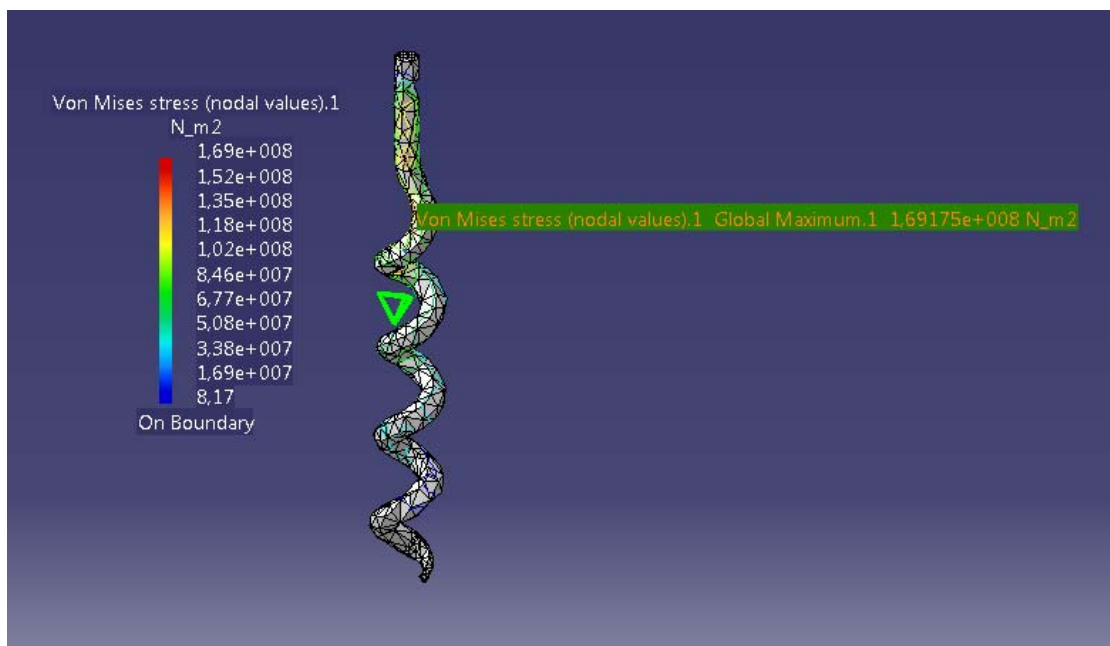 Von Mises stress (nodal values).1
N_m2
1,69e+008
1,52e+008
1,35e+008
1,18e+008
1,02e+008
8,46e+007
6,77e+007
5,08e+007
3,38e+007
1,69e+007
8,17
On Boundary
Von Mises stress (nodal values).1 Global Maximum.1 1,69175e+008 N_m2